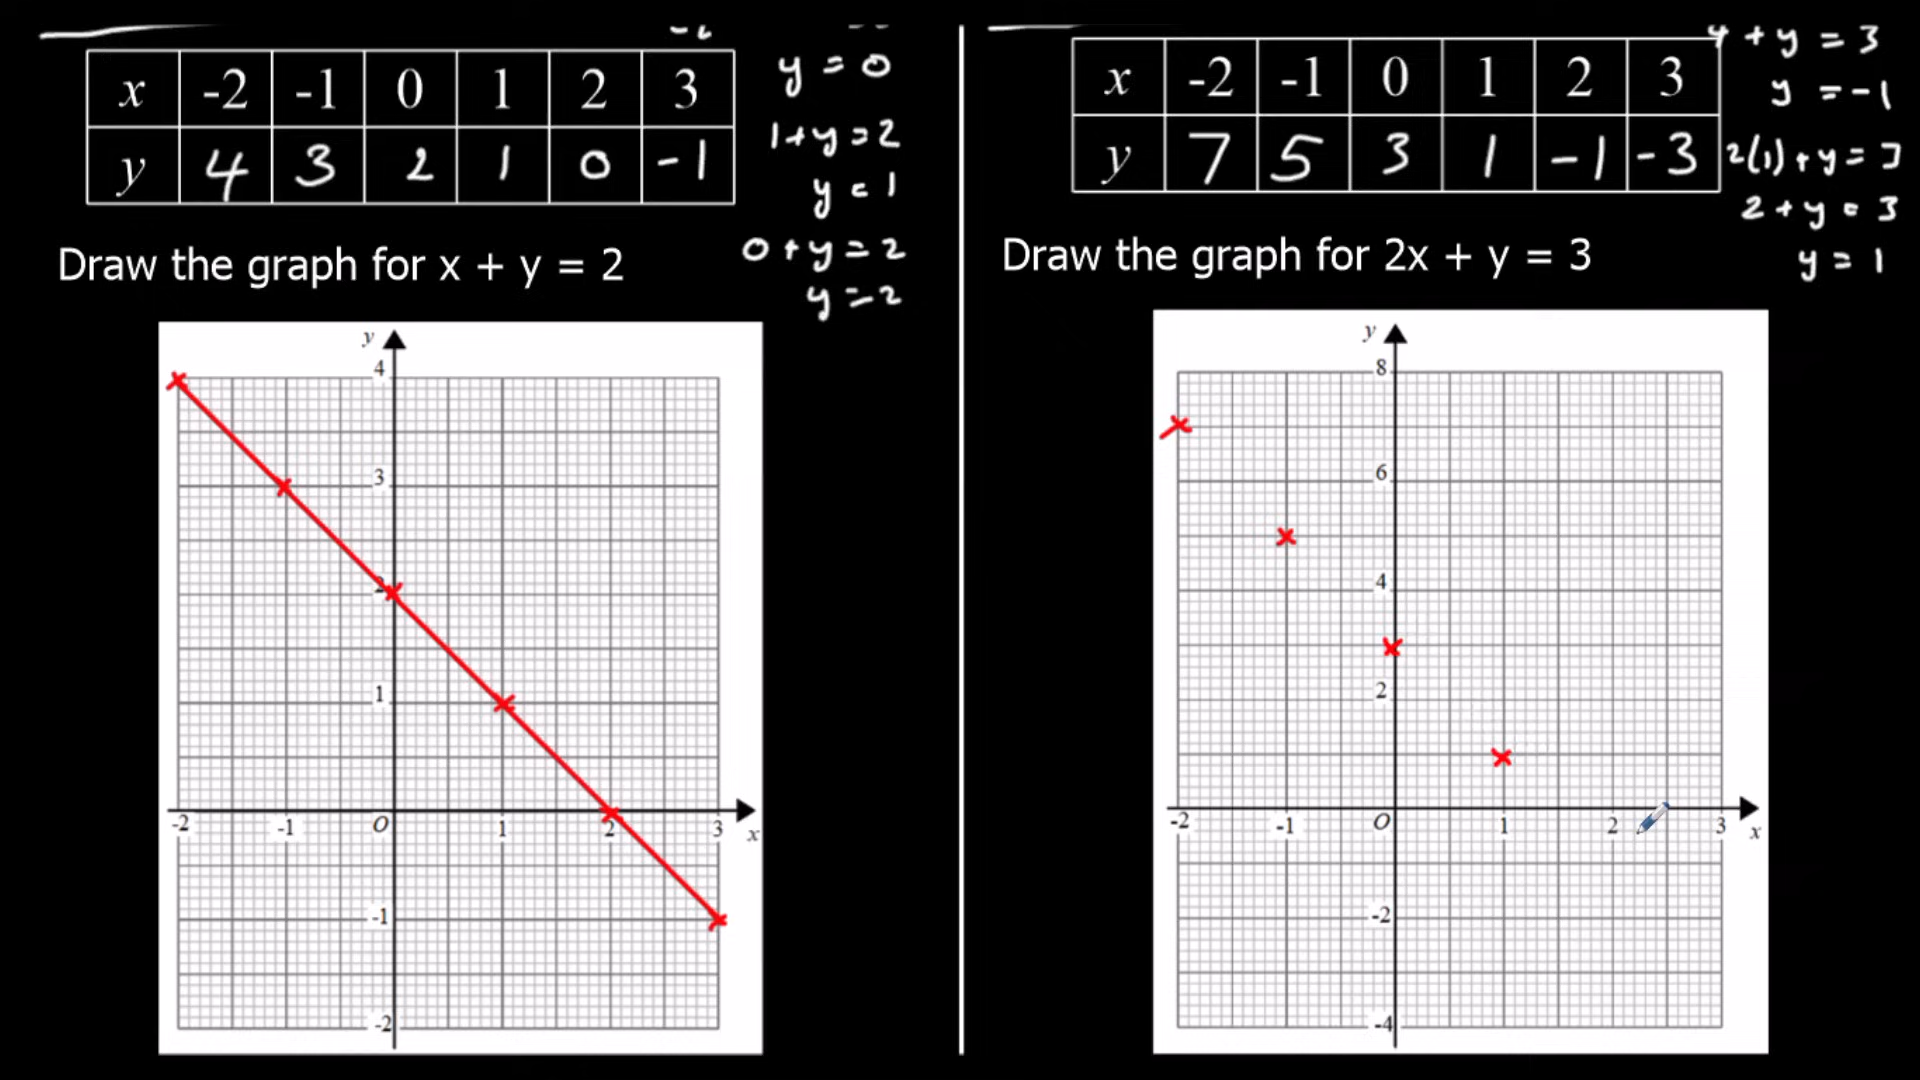 x -2 -1 0 1 2 3
y 4 3 2 1 0 -1
y = 0
1 + y = 2
y = 1
0 + y = 2
y = 2
Draw the graph for x + y = 2
y
4
3
2
1
-2 -1 O 1 2 3 x
-1
-2
x -2 -1 0 1 2 3
y 7 5 3 1 -1 -3
4 + y = 3
y = -1
2(1) + y = 3
2 + y = 3
y = 1
Draw the graph for 2x + y = 3
y
8
6
4
2
-2 -1 O 1 2 3 x
-2
-4